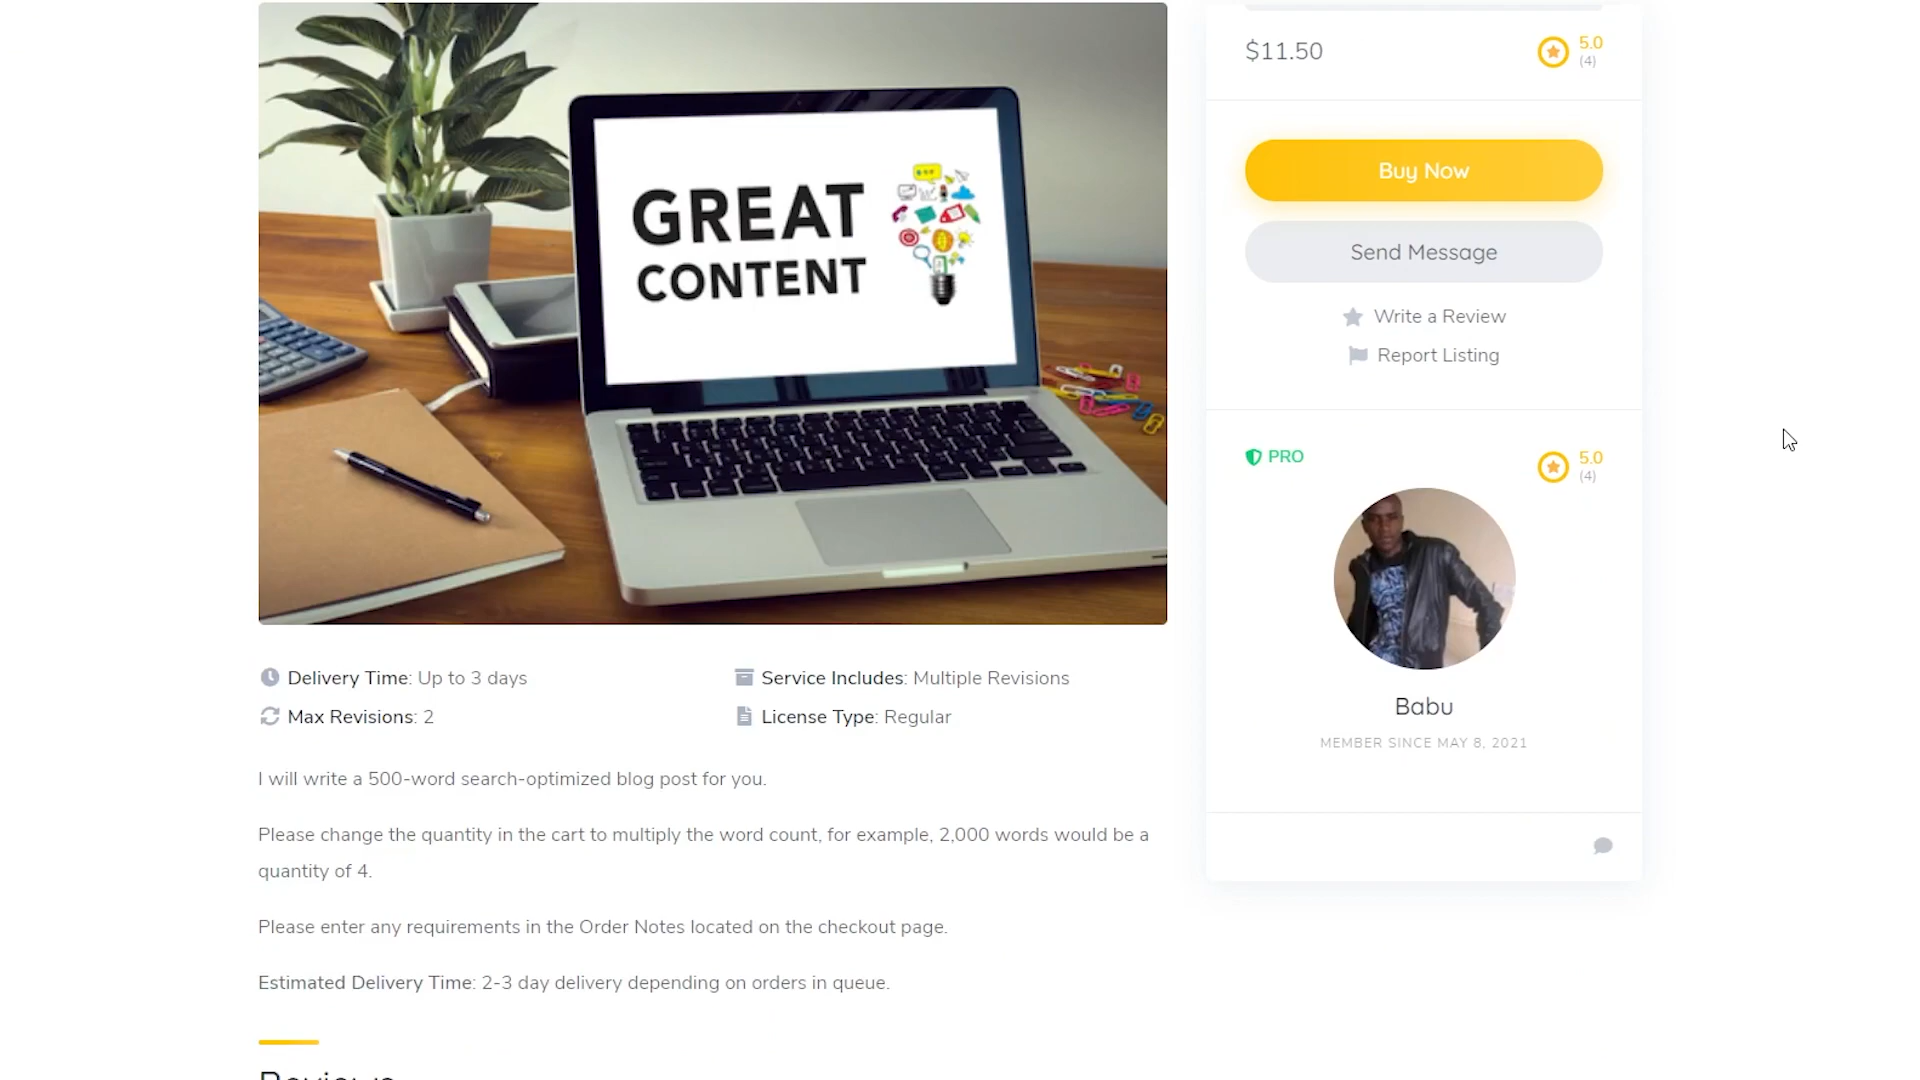 GREAT
CONTENT
$11.50
5.0
(4)
Buy Now
Send Message
Write a Review
Report Listing
PRO
5.0
(4)
Babu
MEMBER SINCE MAY 8, 2021
Delivery Time: Up to 3 days
Service Includes: Multiple Revisions
Max Revisions: 2
License Type: Regular
I will write a 500-word search-optimized blog post for you.
Please change the quantity in the cart to multiply the word count, for example, 2,000 words would be a
quantity of 4.
Please enter any requirements in the Order Notes located on the checkout page.
Estimated Delivery Time: 2-3 day delivery depending on orders in queue.
Reviews